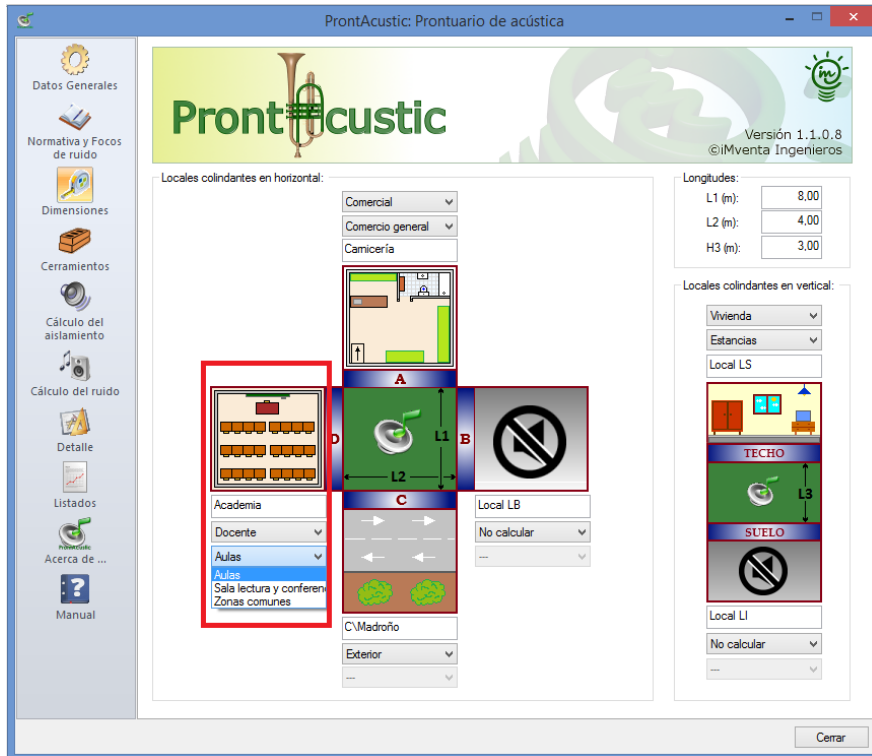 ProntAcustic: Prontuario de acústica
Datos Generales
Normativa y Focos
de ruido
Dimensiones
Cerramientos
Cálculo del
aislamiento
Cálculo del ruido
Detalle
Listados
ProntAcustic
Acerca de ...
Manual
ProntAcustic
im
Versión 1.1.0.8
©iMventa Ingenieros
Locales colindantes en horizontal:
Comercial
Comercio general
Carnicería
A
D
L1
B
L2
C
Academia
Docente
Aulas
Aulas
Sala lectura y conferen
Zonas comunes
Local LB
No calcular
---
C\Madroño
Exterior
---
Longitudes:
L1 (m): 8,00
L2 (m): 4,00
H3 (m): 3,00
Locales colindantes en vertical:
Vivienda
Estancias
Local LS
TECHO
L3
SUELO
Local LI
No calcular
---
Cerrar